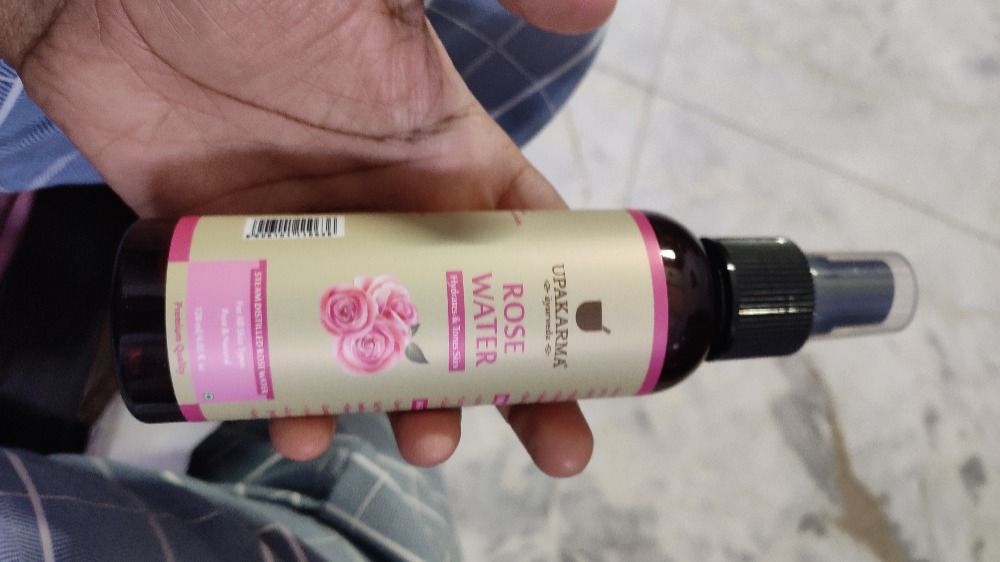 UPAKARMA
ayurveda
ROSE
WATER
Hydrates & Tones Skin
STEAM DISTILLED ROSE WATER
For All Skin Types
Pure & Natural
Premium Quality